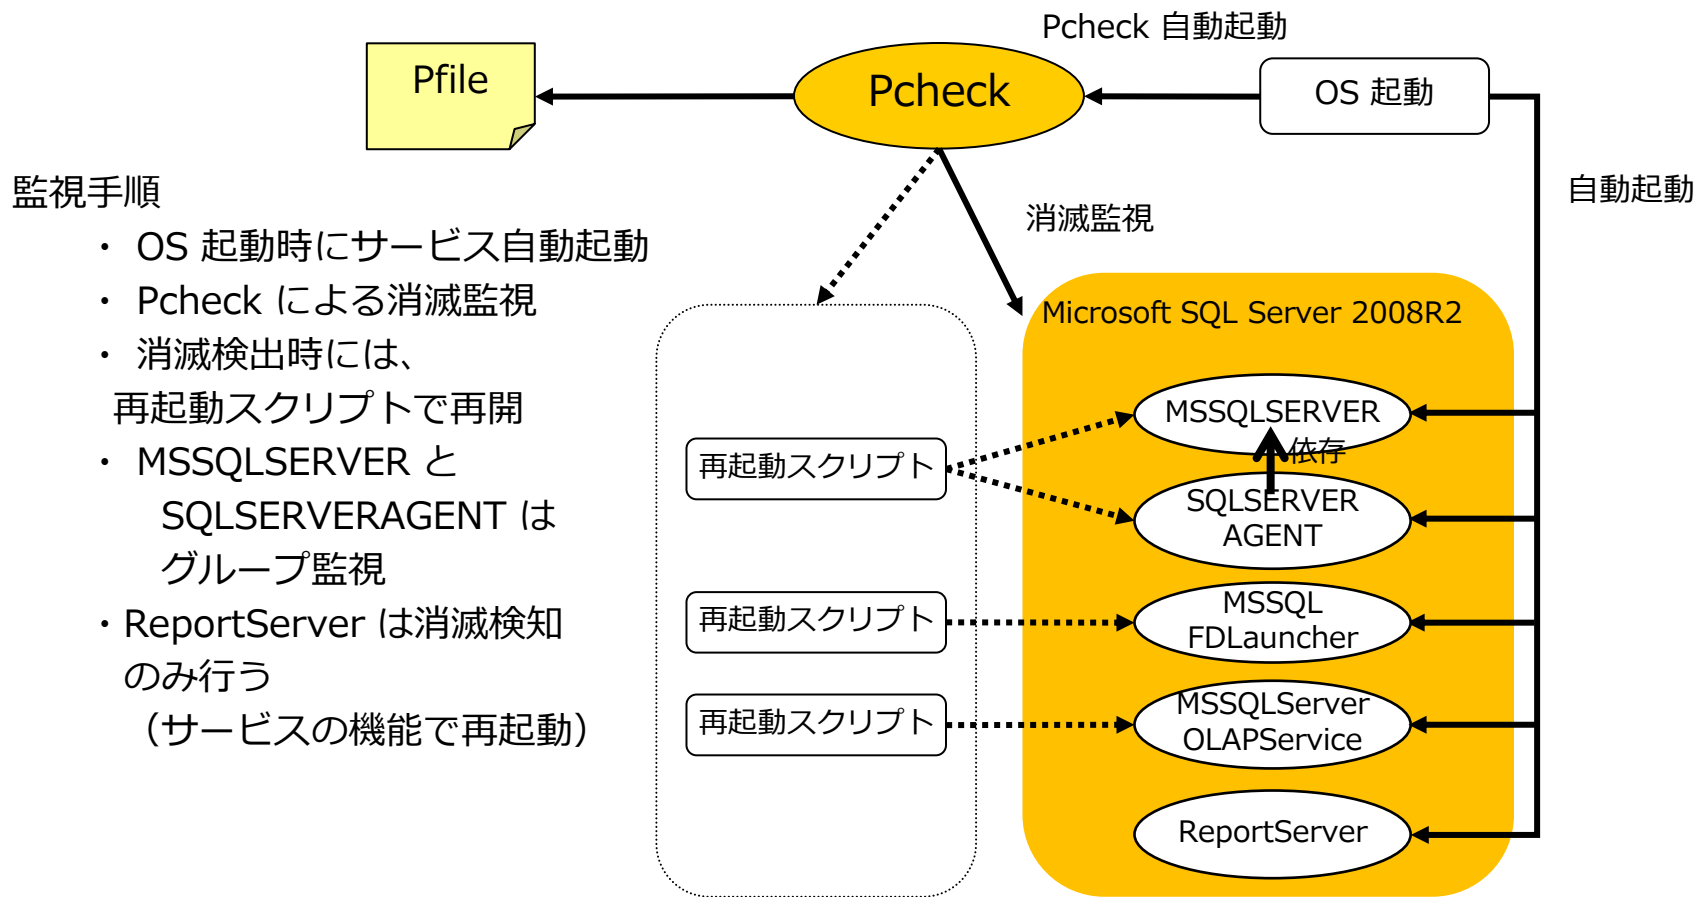 Pcheck 自動起動
Pfile
Pcheck
OS 起動
自動起動
監視手順
・ OS 起動時にサービス自動起動
・ Pcheck による消滅監視
・ 消滅検出時には、
再起動スクリプトで再開
・ MSSQLSERVER と
SQLSERVERAGENT は
グループ監視
・ReportServer は消滅検知
のみ行う
（サービスの機能で再起動）
消滅監視
Microsoft SQL Server 2008R2
再起動スクリプト
MSSQLSERVER
依存
SQLSERVER
AGENT
再起動スクリプト
MSSQL
FDLauncher
再起動スクリプト
MSSQLServer
OLAPService
ReportServer